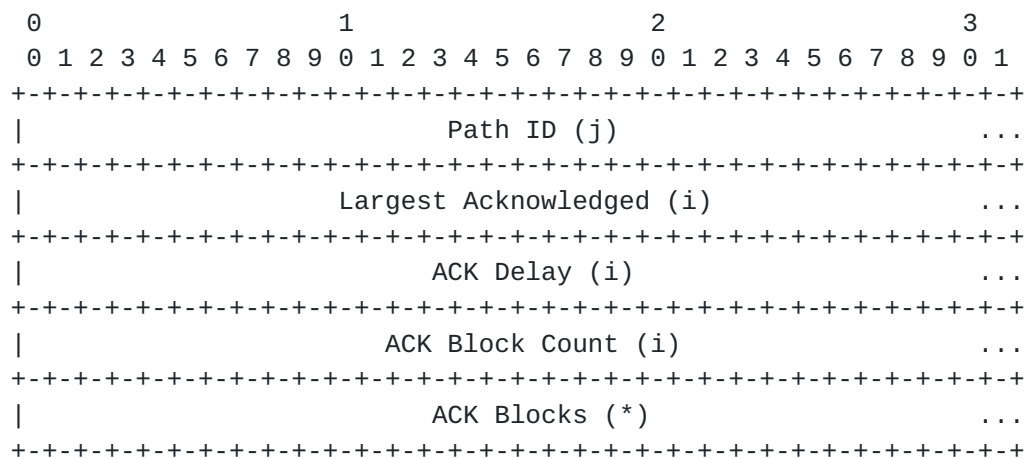 0                   1                   2                   3
 0 1 2 3 4 5 6 7 8 9 0 1 2 3 4 5 6 7 8 9 0 1 2 3 4 5 6 7 8 9 0 1
+-+-+-+-+-+-+-+-+-+-+-+-+-+-+-+-+-+-+-+-+-+-+-+-+-+-+-+-+-+-+-+-+
|                           Path ID (j)                       ...
+-+-+-+-+-+-+-+-+-+-+-+-+-+-+-+-+-+-+-+-+-+-+-+-+-+-+-+-+-+-+-+-+
|                    Largest Acknowledged (i)                 ...
+-+-+-+-+-+-+-+-+-+-+-+-+-+-+-+-+-+-+-+-+-+-+-+-+-+-+-+-+-+-+-+-+
|                          ACK Delay (i)                      ...
+-+-+-+-+-+-+-+-+-+-+-+-+-+-+-+-+-+-+-+-+-+-+-+-+-+-+-+-+-+-+-+-+
|                       ACK Block Count (i)                   ...
+-+-+-+-+-+-+-+-+-+-+-+-+-+-+-+-+-+-+-+-+-+-+-+-+-+-+-+-+-+-+-+-+
|                          ACK Blocks (*)                     ...
+-+-+-+-+-+-+-+-+-+-+-+-+-+-+-+-+-+-+-+-+-+-+-+-+-+-+-+-+-+-+-+-+